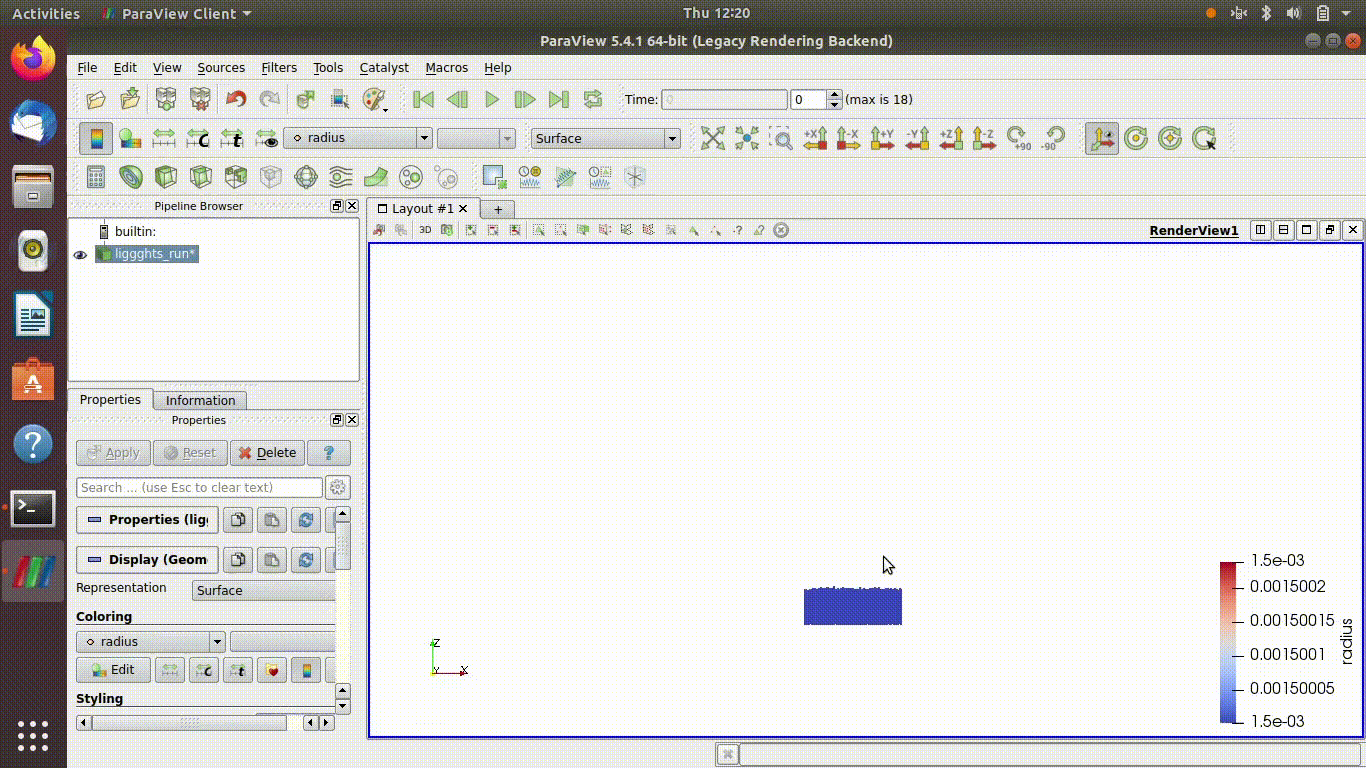 Activities ParaView Client Thu 12:20
ParaView 5.4.1 64-bit (Legacy Rendering Backend)
File Edit View Sources Filters Tools Catalyst Macros Help
Time: 0 0 (max is 18)
radius Surface +X -X +Y -Y +Z -Z +90 -90
Pipeline Browser Layout #1 +
builtin: 3D RenderView1
liggghts_run*
Properties Information
Properties
Apply Reset Delete ?
Search ... (use Esc to clear text)
Properties (lig
Display (Geom
Representation Surface
Coloring
radius
Edit
Styling
Z
Y X
1.5e-03
0.0015002
0.00150015
0.0015001
0.00150005
1.5e-03
radius